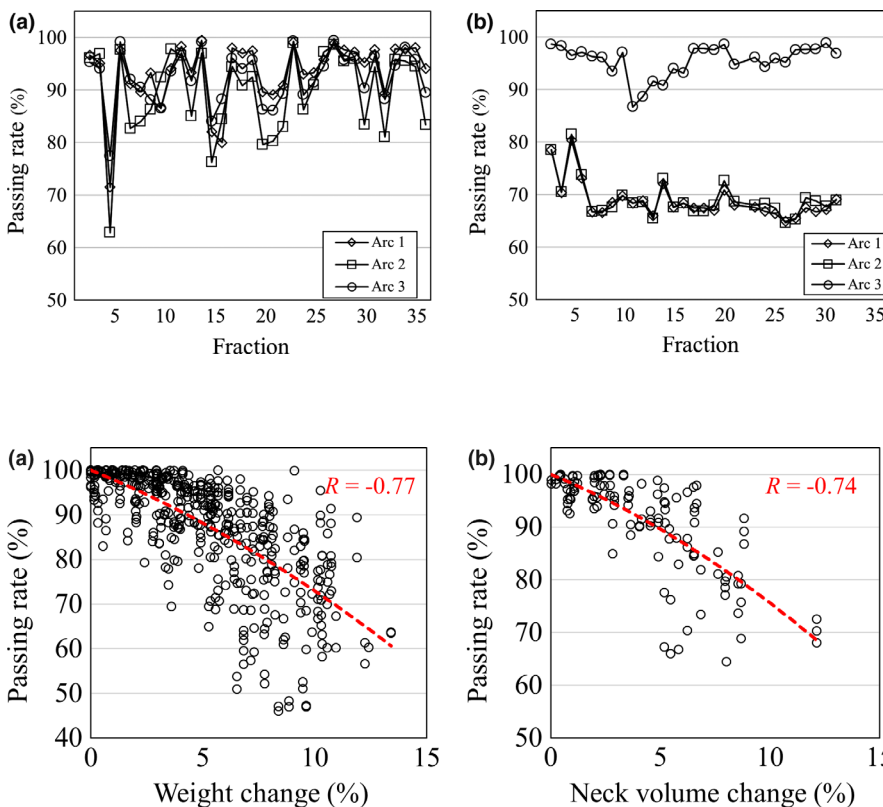 (a)
Passing rate (%)
100
90
80
70
60
50
5
10
15
20
25
30
35
Fraction
Arc 1
Arc 2
Arc 3
(b)
Passing rate (%)
100
90
80
70
60
50
5
10
15
20
25
30
35
Fraction
Arc 1
Arc 2
Arc 3
(a)
Passing rate (%)
100
90
80
70
60
50
40
0
5
10
15
Weight change (%)
R = -0.77
(b)
Passing rate (%)
100
90
80
70
60
50
0
5
10
15
Neck volume change (%)
R = -0.74